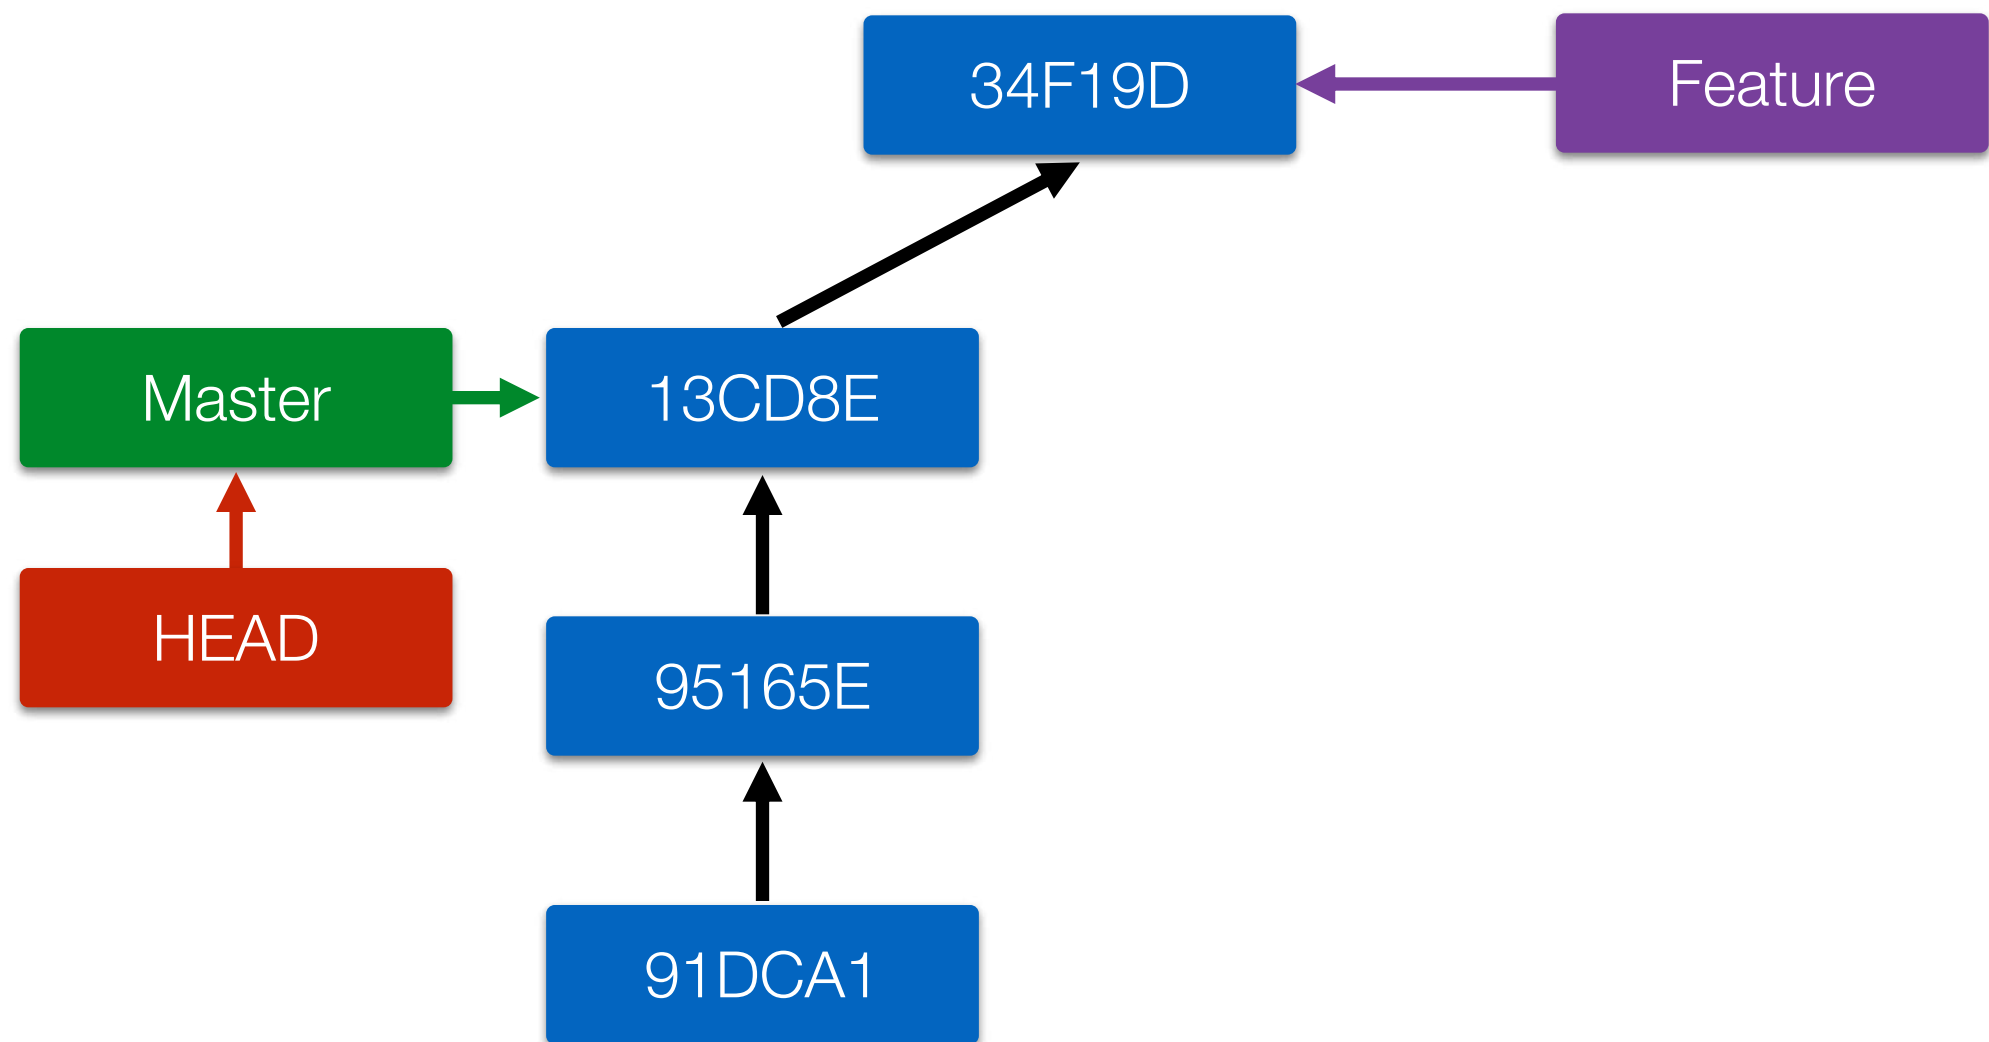 34F19D
Feature
Master
13CD8E
HEAD
95165E
91DCA1